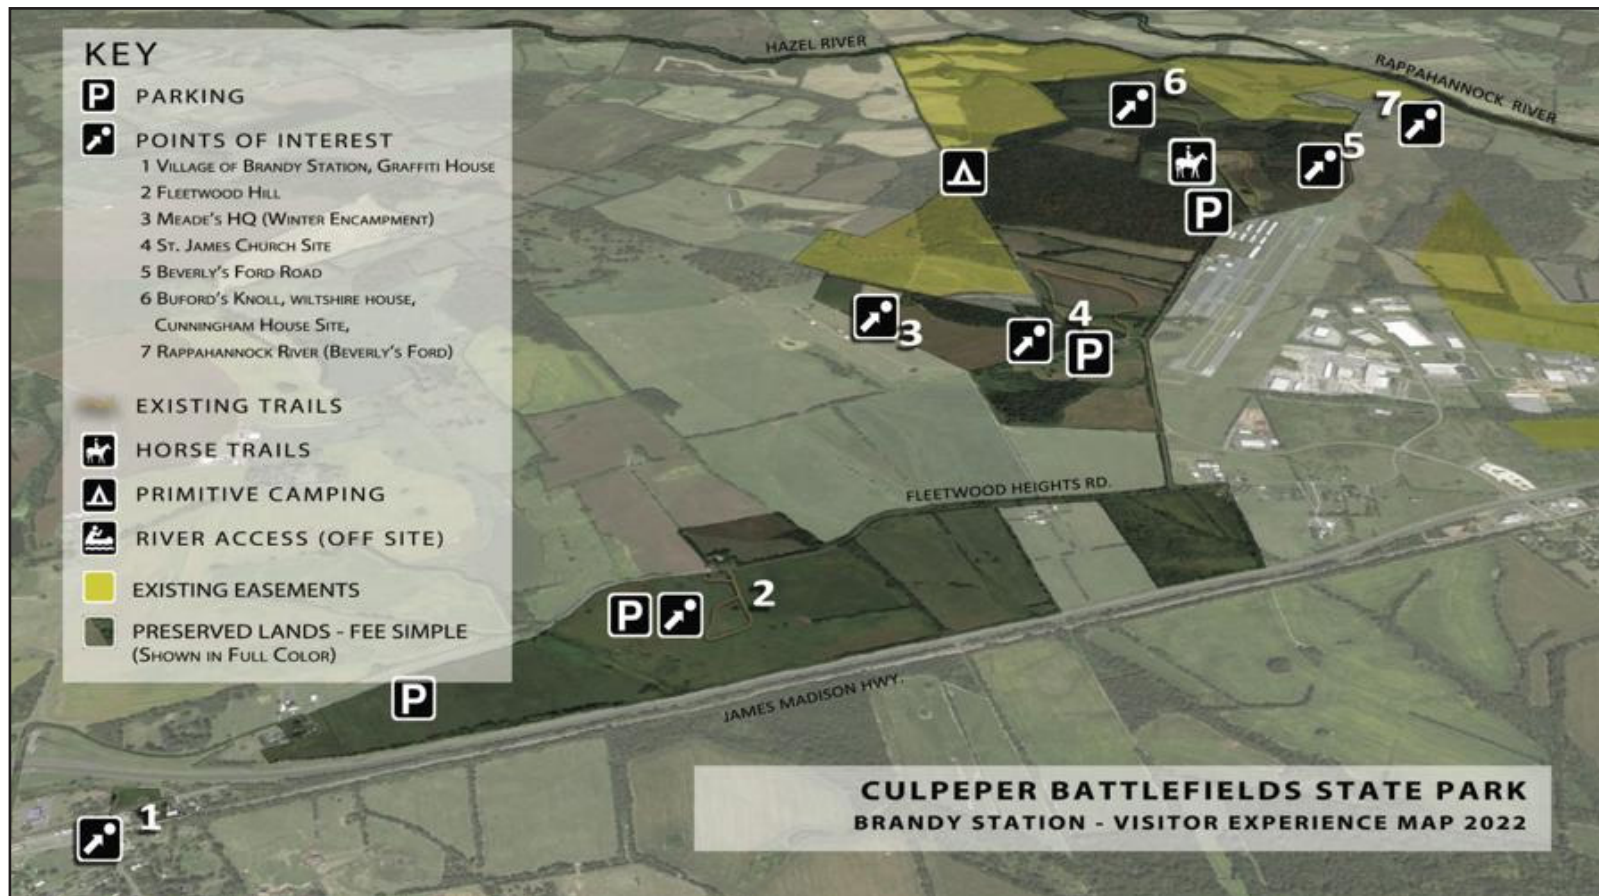 KEY
P PARKING
POINTS OF INTEREST
1 VILLAGE OF BRANDY STATION, GRAFFITI HOUSE
2 FLEETWOOD HILL
3 MEADE'S HQ (WINTER ENCAMPMENT)
4 ST. JAMES CHURCH SITE
5 BEVERLY'S FORD ROAD
6 BUFORD'S KNOLL, WILTSHIRE HOUSE,
CUNNINGHAM HOUSE SITE,
7 RAPPAHANNOCK RIVER (BEVERLY'S FORD)
EXISTING TRAILS
HORSE TRAILS
PRIMITIVE CAMPING
RIVER ACCESS (OFF SITE)
EXISTING EASEMENTS
PRESERVED LANDS - FEE SIMPLE
(SHOWN IN FULL COLOR)
HAZEL RIVER
RAPPAHANNOCK RIVER
6
7
5
P
4
3
P
FLEETWOOD HEIGHTS RD.
2
P
P
JAMES MADISON HWY.
1
CULPEPER BATTLEFIELDS STATE PARK
BRANDY STATION - VISITOR EXPERIENCE MAP 2022